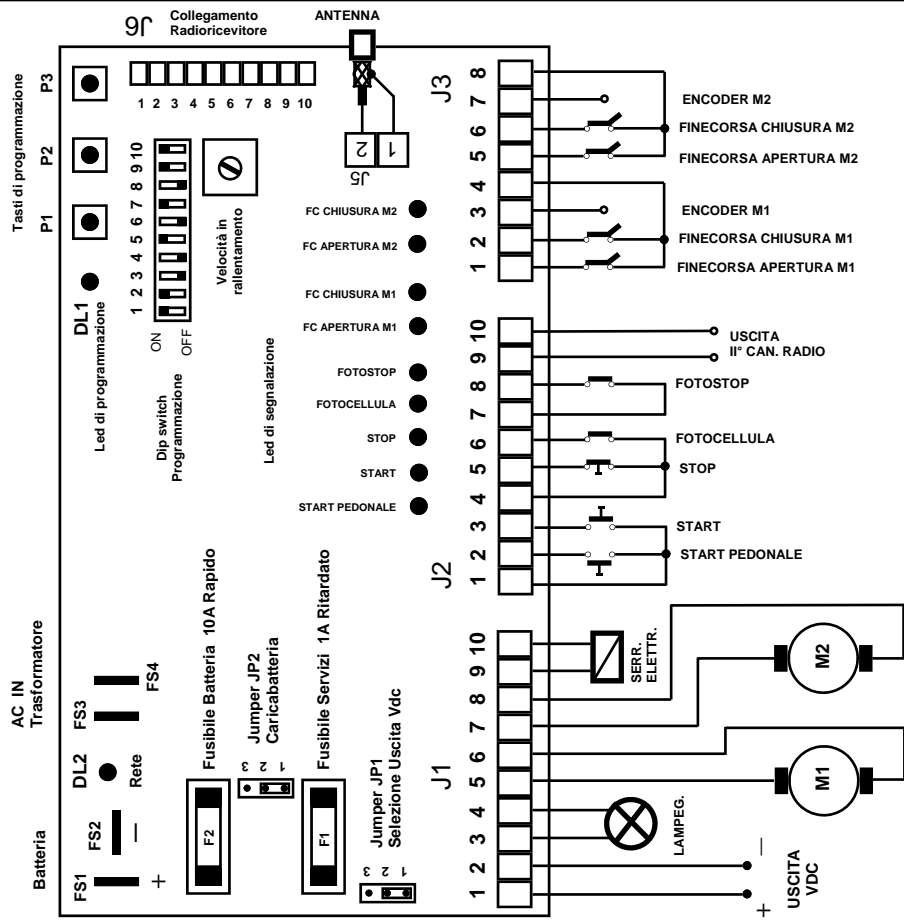 J6
Collegamento
Radioricevitore
ANTENNA
1 2 3 4 5 6 7 8 9 10
Tasti di programmazione
P3
P2
P1
DL1
Led di programmazione
1 2 3 4 5 6 7 8 9 10
ON
OFF
Dip switch
Programmazione
Velocità in
rallentamento
Led di segnalazione
J5
2
1
FC CHIUSURA M2
FC APERTURA M2
FC CHIUSURA M1
FC APERTURA M1
FOTOSTOP
FOTOCELLULA
STOP
START
START PEDONALE
J3
8
7
6
5
4
3
2
1
ENCODER M2
FINECORSA CHIUSURA M2
FINECORSA APERTURA M2
ENCODER M1
FINECORSA CHIUSURA M1
FINECORSA APERTURA M1
J2
10
9
8
7
6
5
4
3
2
1
USCITA
II° CAN. RADIO
FOTOSTOP
FOTOCELLULA
STOP
START
START PEDONALE
AC IN
Trasformatore
FS3
FS4
DL2
Rete
Batteria
FS1
FS2
+
—
Fusibile Batteria 10A Rapido
F2
Jumper JP2
Caricabatteria
3 2 1
Fusibile Servizi 1A Ritardato
F1
Jumper JP1
Selezione Uscita Vdc
3 2 1
J1
10
9
8
7
6
5
4
3
2
1
SERR.
ELETTR.
M2
M1
LAMPEG.
+
—
USCITA
VDC